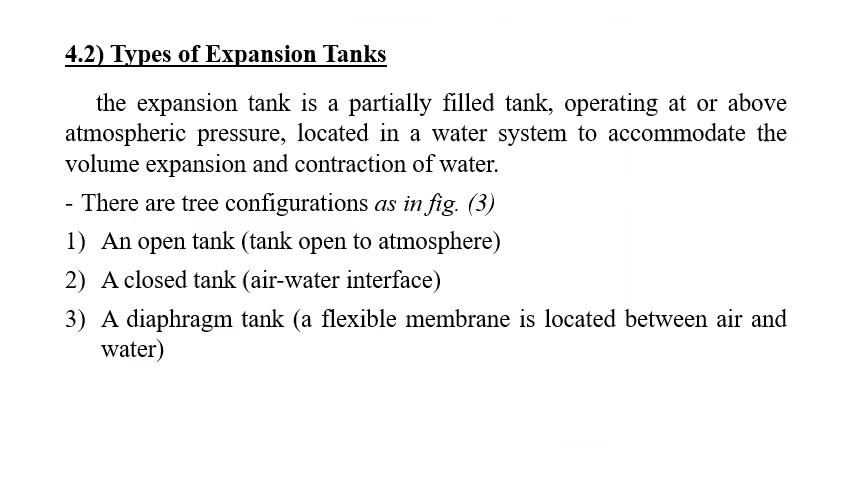 4.2) Types of Expansion Tanks
the expansion tank is a partially filled tank, operating at or above
atmospheric pressure, located in a water system to accommodate the
volume expansion and contraction of water.
- There are tree configurations as in fig. (3)
1) An open tank (tank open to atmosphere)
2) A closed tank (air-water interface)
3) A diaphragm tank (a flexible membrane is located between air and
water)